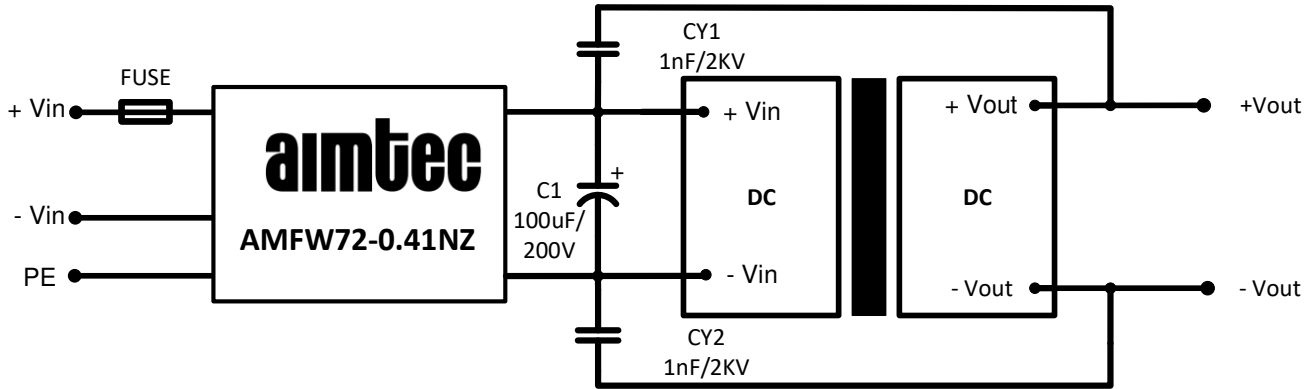 CY1
1nF/2KV
FUSE
+ Vin
aimtec
+ Vin
+ Vout
+Vout
+
C1
100uF/
200V
DC
DC
- Vin
AMFW72-0.41NZ
PE
- Vin
- Vout
- Vout
CY2
1nF/2KV